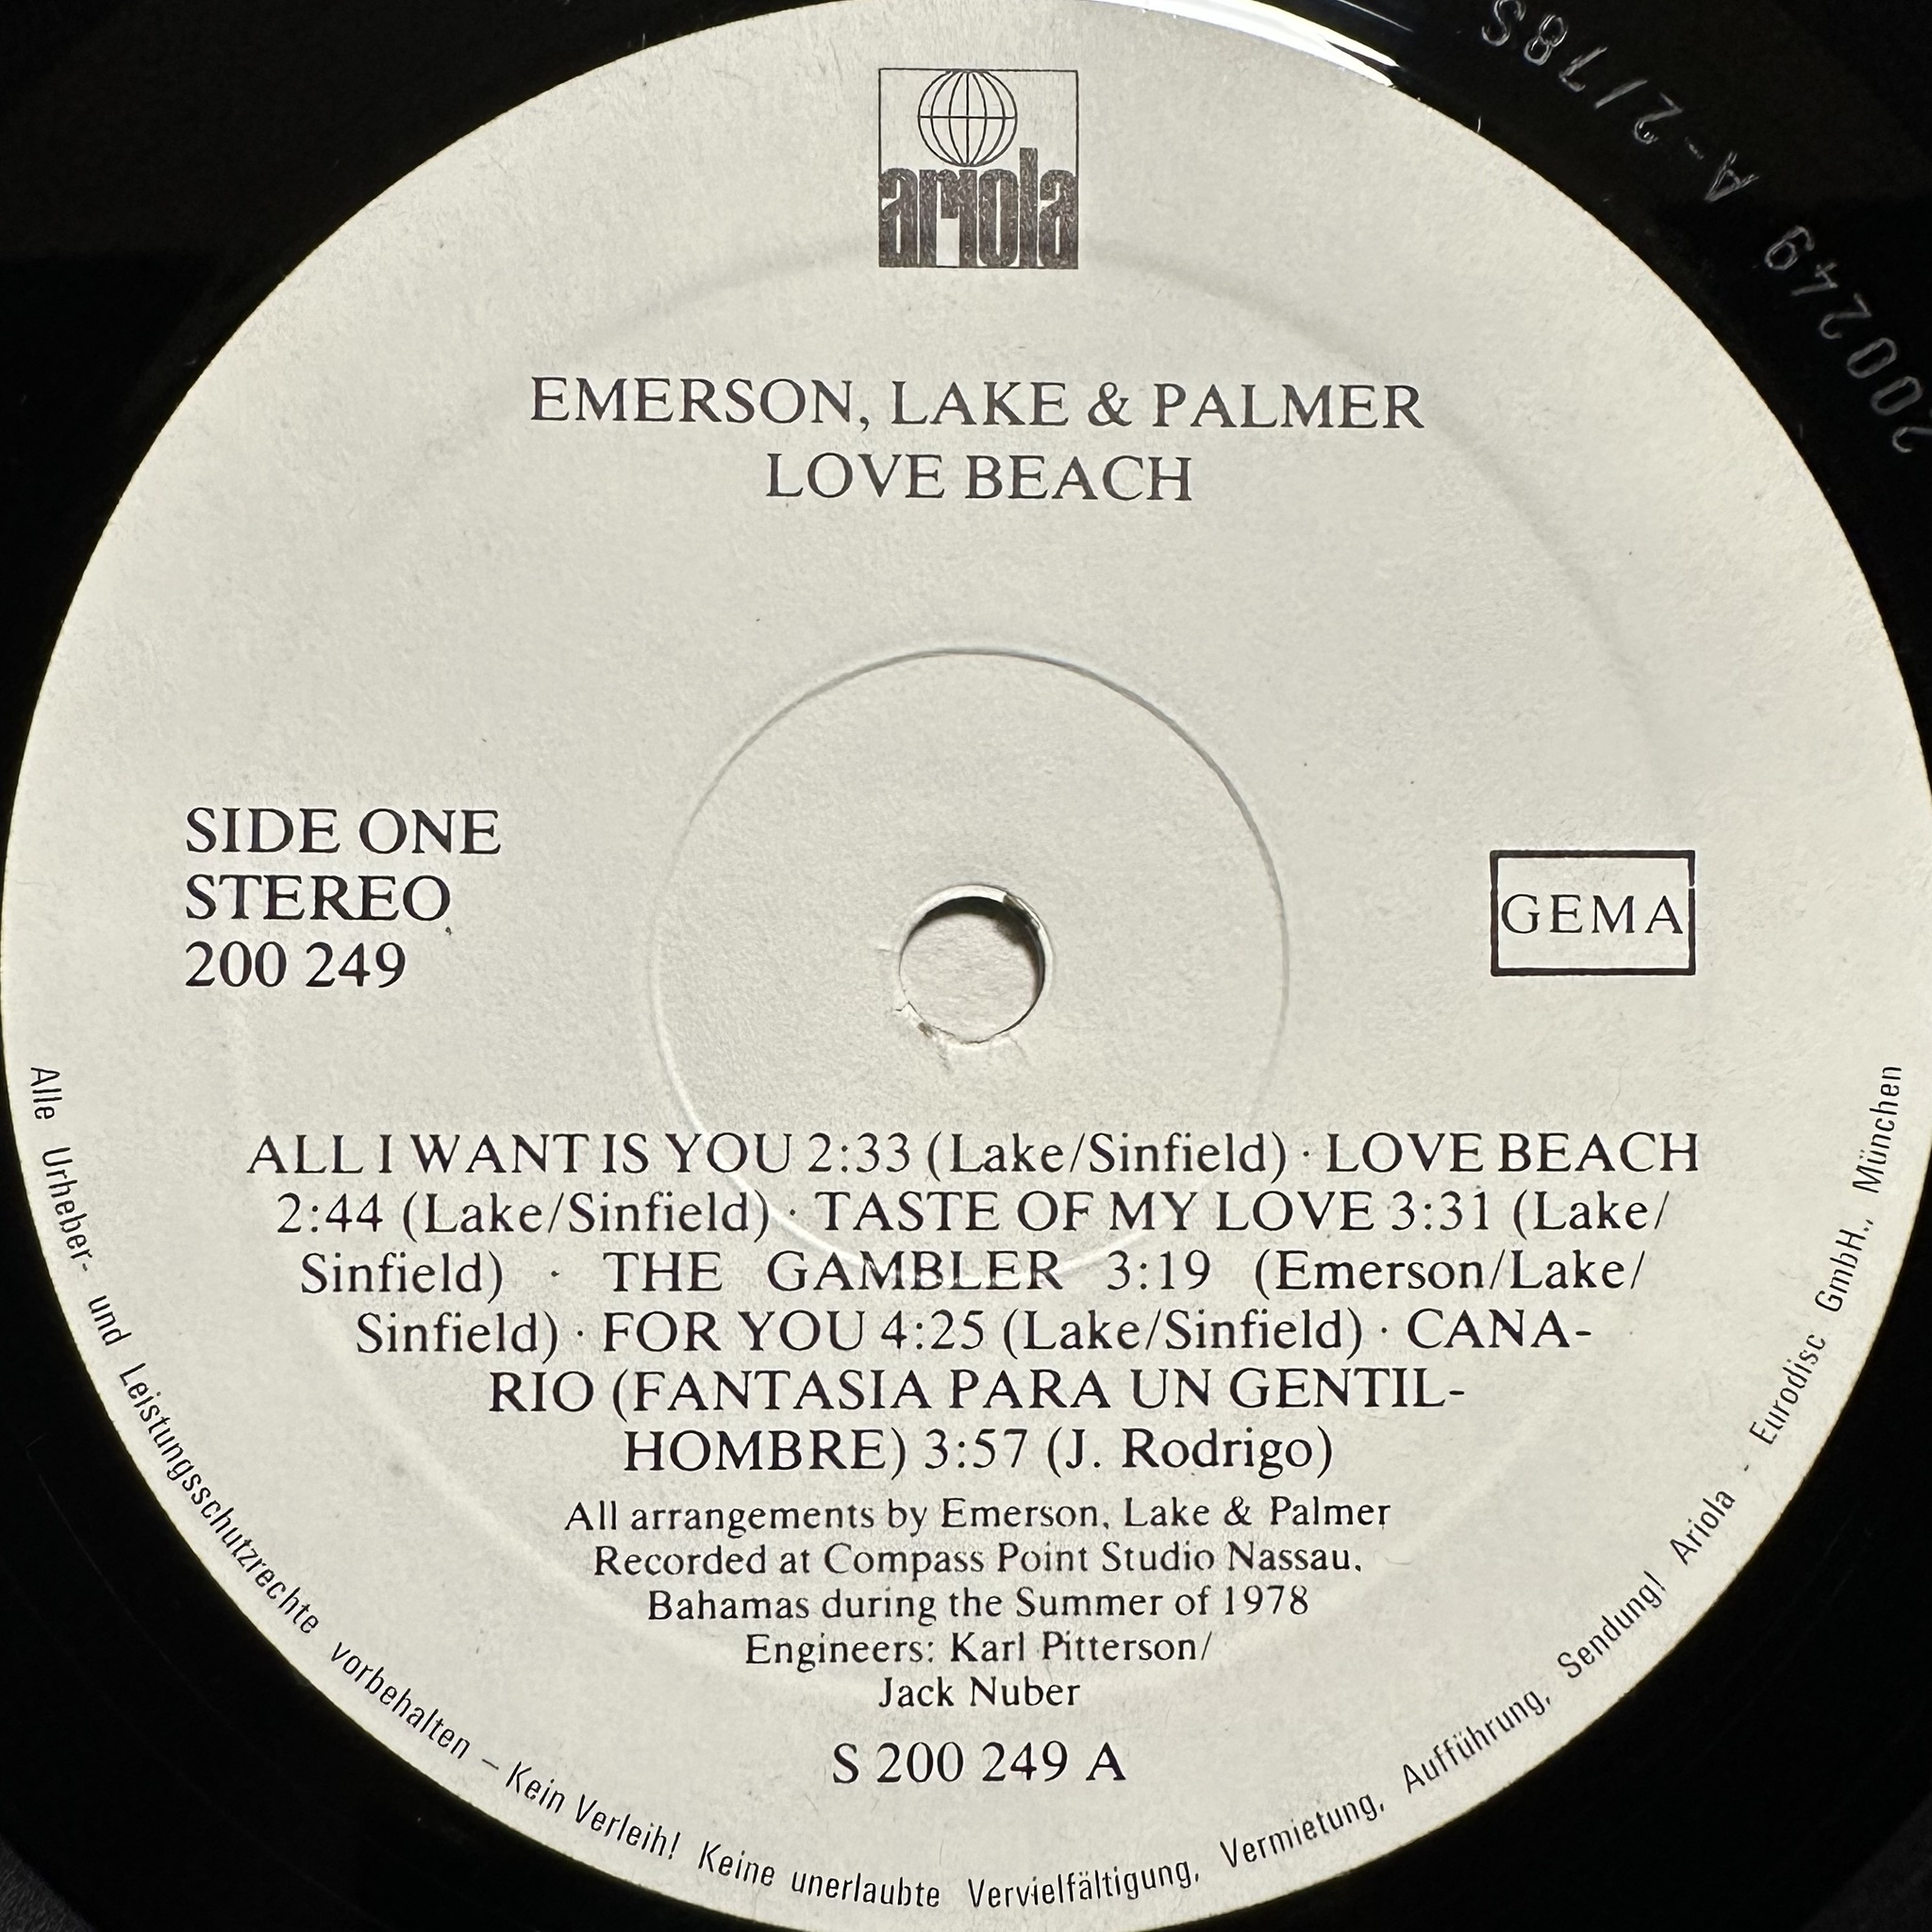 ariola
EMERSON, LAKE & PALMER
LOVE BEACH
SIDE ONE
STEREO
200 249
GEMA
ALL I WANT IS YOU 2:33 (Lake/Sinfield) · LOVE BEACH
2:44 (Lake/Sinfield) · TASTE OF MY LOVE 3:31 (Lake/
Sinfield) · THE GAMBLER 3:19 (Emerson/Lake/
Sinfield) · FOR YOU 4:25 (Lake/Sinfield) · CANA-
RIO (FANTASIA PARA UN GENTIL-
HOMBRE) 3:57 (J. Rodrigo)
All arrangements by Emerson, Lake & Palmer
Recorded at Compass Point Studio Nassau,
Bahamas during the Summer of 1978
Engineers: Karl Pitterson/
Jack Nuber
S 200 249 A
Alle Urheber- und Leistungsschutzrechte vorbehalten – Kein Verleih! Keine unerlaubte Vervielfältigung, Vermietung, Aufführung, Sendung! Ariola - Eurodisc GmbH., München
200249 A-2/78S